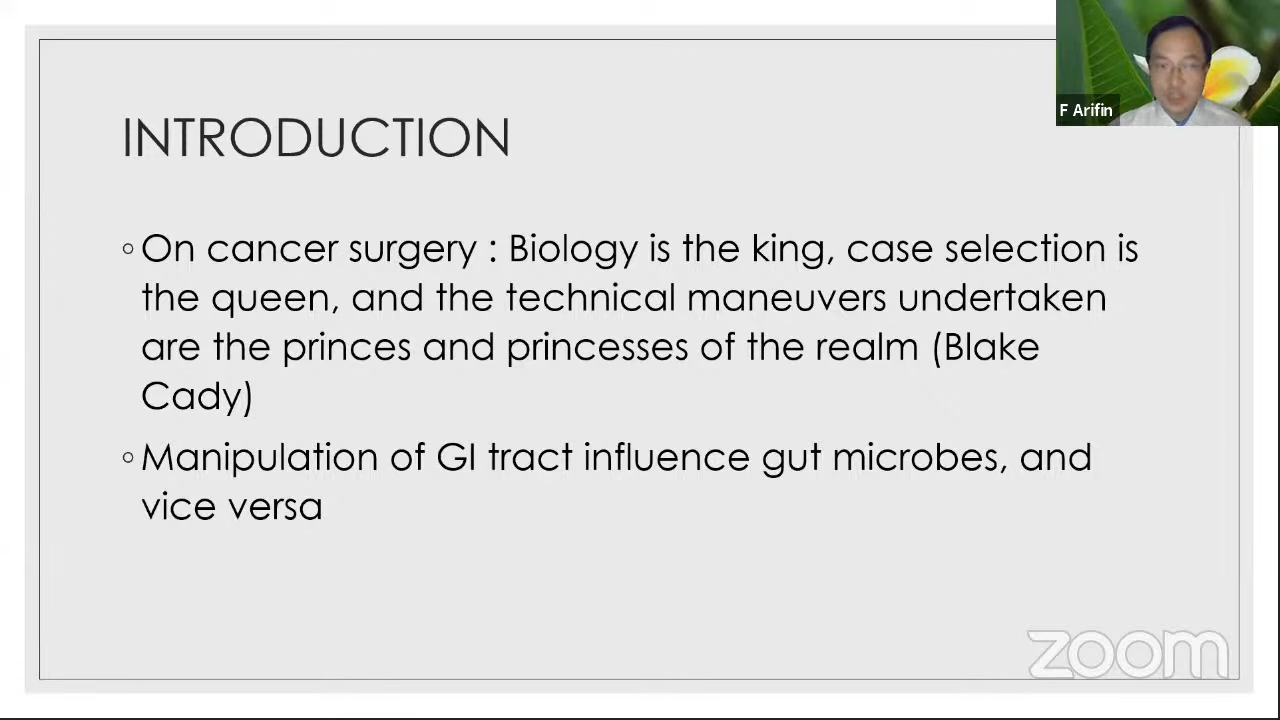 F Arifin
INTRODUCTION
◦ On cancer surgery : Biology is the king, case selection is
the queen, and the technical maneuvers undertaken
are the princes and princesses of the realm (Blake
Cady)
◦ Manipulation of GI tract influence gut microbes, and
vice versa
zoom